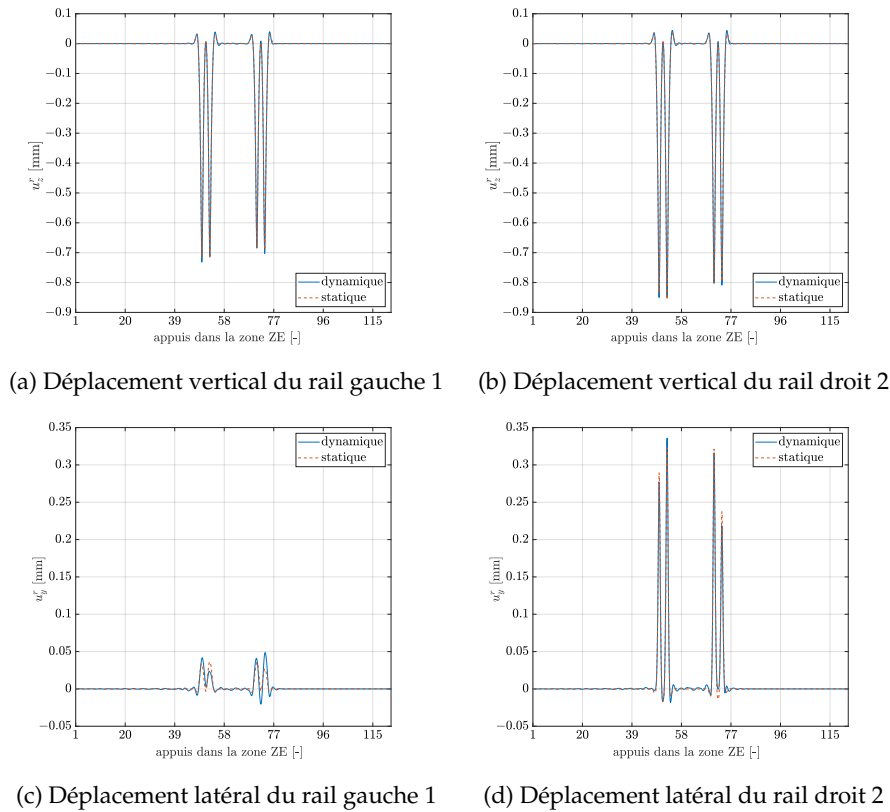 0.1
0
−0.1
−0.2
−0.3
−0.4
−0.5
−0.6
−0.7
−0.8
−0.9
u_z^r [mm]
dynamique
statique
1 20 39 58 77 96 115
appuis dans la zone ZE [-]
(a) Déplacement vertical du rail gauche 1
0.1
0
−0.1
−0.2
−0.3
−0.4
−0.5
−0.6
−0.7
−0.8
−0.9
u_z^r [mm]
dynamique
statique
1 20 39 58 77 96 115
appuis dans la zone ZE [-]
(b) Déplacement vertical du rail droit 2
0.35
0.3
0.25
0.2
0.15
0.1
0.05
0
−0.05
u_y^r [mm]
dynamique
statique
1 20 39 58 77 96 115
appuis dans la zone ZE [-]
(c) Déplacement latéral du rail gauche 1
0.35
0.3
0.25
0.2
0.15
0.1
0.05
0
−0.05
u_y^r [mm]
dynamique
statique
1 20 39 58 77 96 115
appuis dans la zone ZE [-]
(d) Déplacement latéral du rail droit 2